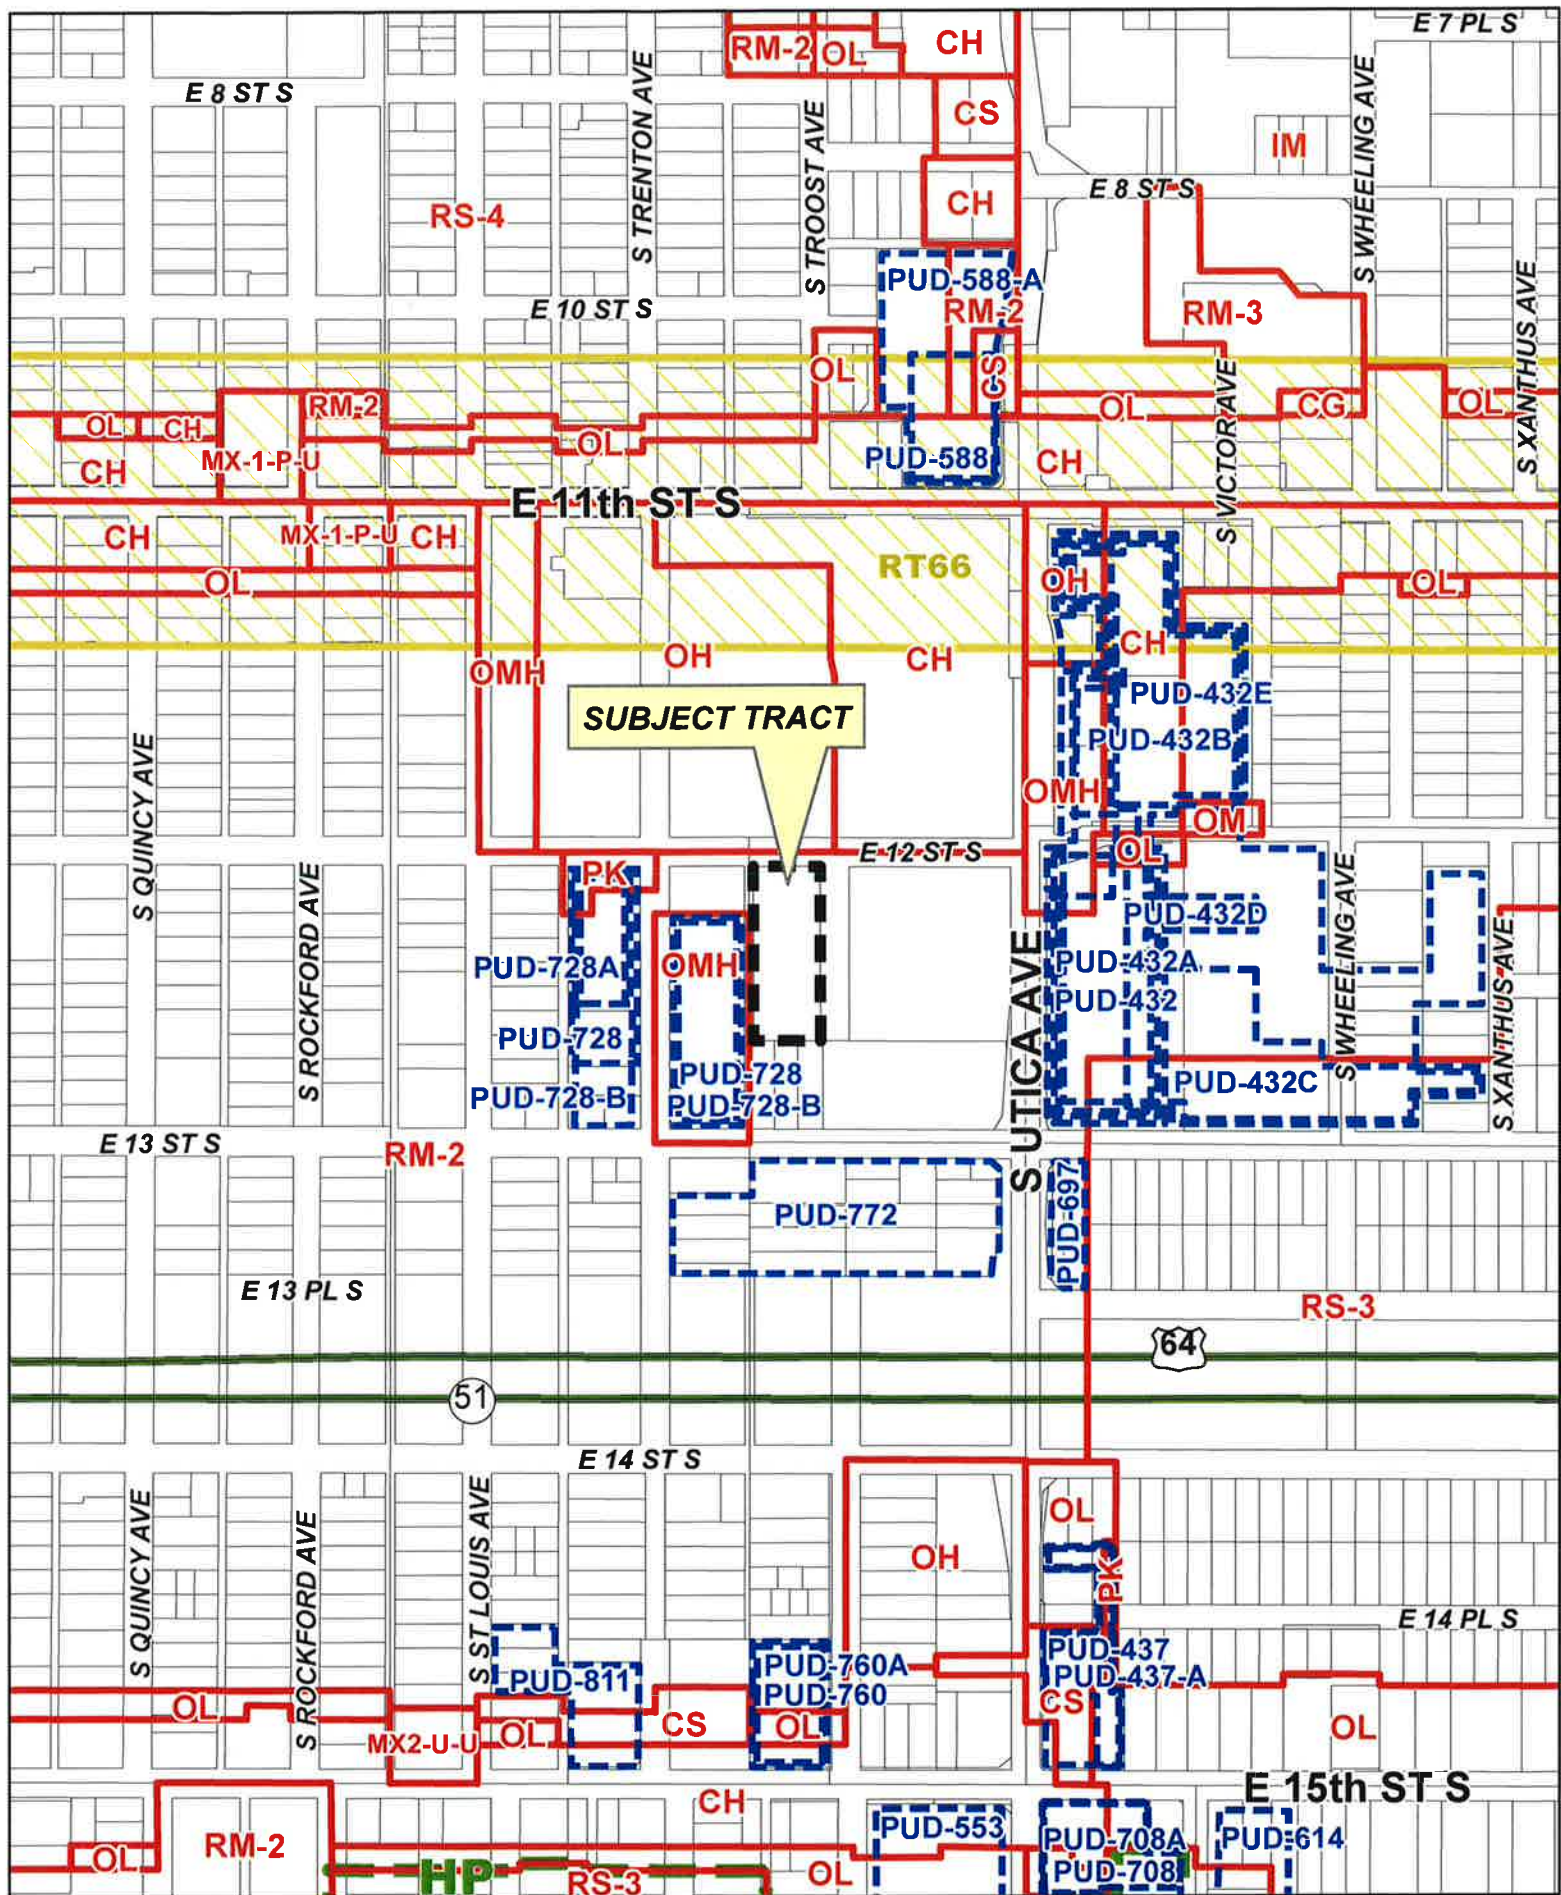 E 7 PL S
RM-2
OL
CH
E 8 ST S
S TRENTON AVE
S TROOST AVE
CS
S WHEELING AVE
IM
RS-4
CH
E 8 ST S
PUD-588-A
RM-2
E 10 ST S
RM-3
S XANTHUS AVE
OL
CS
RM-2
OL
CG
OL
OL
CH
OL
S VICTOR AVE
CH
MX-1-P-U
PUD-588
CH
E 11th ST S
CH
MX-1-P-U
CH
RT66
OH
OL
OL
OMH
OH
CH
CH
PUD-432E
SUBJECT TRACT
PUD-432B
OMH
OM
S QUINCY AVE
E 12 ST S
OL
PK
S ROCKFORD AVE
S WHEELING AVE
PUD-432D
PUD-728A
OMH
PUD-432A
PUD-432
S UTICA AVE
S XANTHUS AVE
PUD-728
PUD-728
PUD-432C
PUD-728-B
PUD-728-B
E 13 ST S
RM-2
PUD-772
PUD-697
E 13 PL S
RS-3
64
51
E 14 ST S
OL
S QUINCY AVE
S ROCKFORD AVE
S ST LOUIS AVE
OH
PK
E 14 PL S
PUD-437
PUD-437-A
PUD-760A
PUD-811
PUD-760
OL
CS
MX2-U-U
OL
CS
OL
OL
E 15th ST S
CH
PUD-553
PUD-708A
PUD-614
RM-2
OL
HP
RS-3
OL
PUD-708